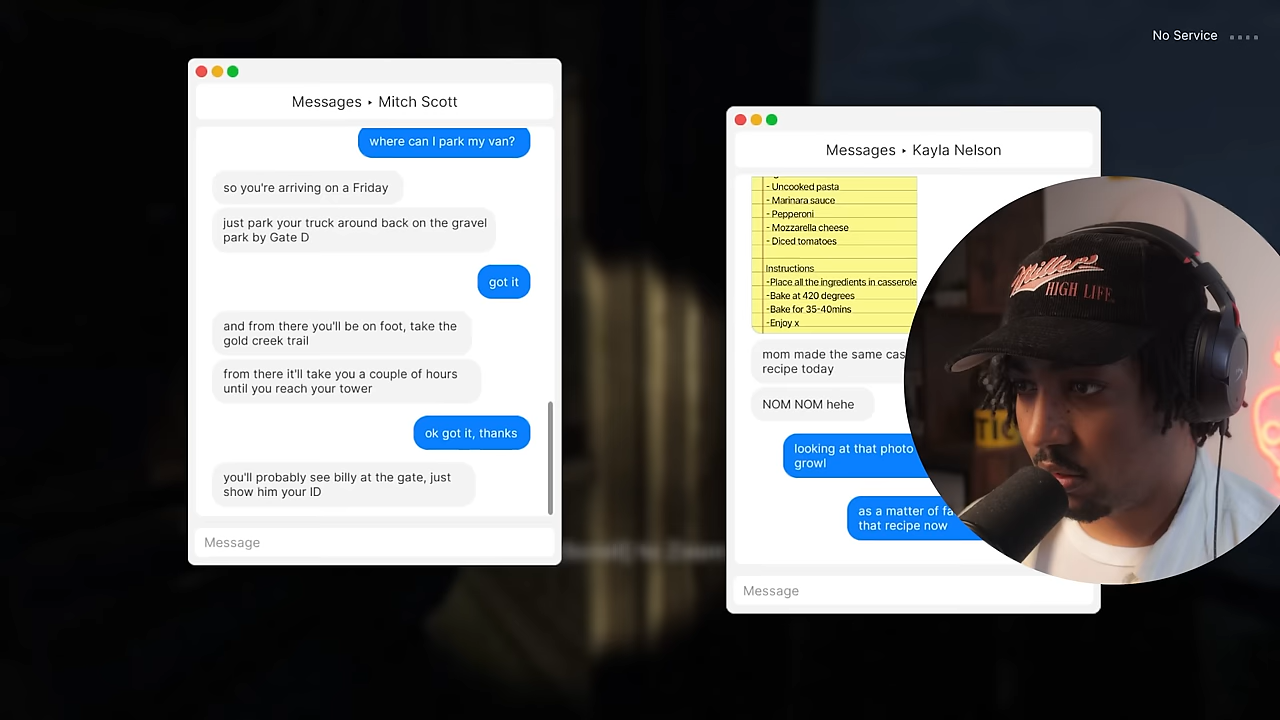 No Service
Messages ▸ Mitch Scott
where can I park my van?
so you're arriving on a Friday
just park your truck around back on the gravel
park by Gate D
got it
and from there you'll be on foot, take the
gold creek trail
from there it'll take you a couple of hours
until you reach your tower
ok got it, thanks
you'll probably see billy at the gate, just
show him your ID
Message
Messages ▸ Kayla Nelson
- Uncooked pasta
- Marinara sauce
- Pepperoni
- Mozzarella cheese
- Diced tomatoes
Instructions
-Place all the ingredients in casserole
-Bake at 420 degrees
-Bake for 35-40mins
-Enjoy x
mom made the same
recipe today
NOM NOM hehe
looking at that photo
growl
as a matter of
that recipe now
Message
Miller
HIGH LIFE